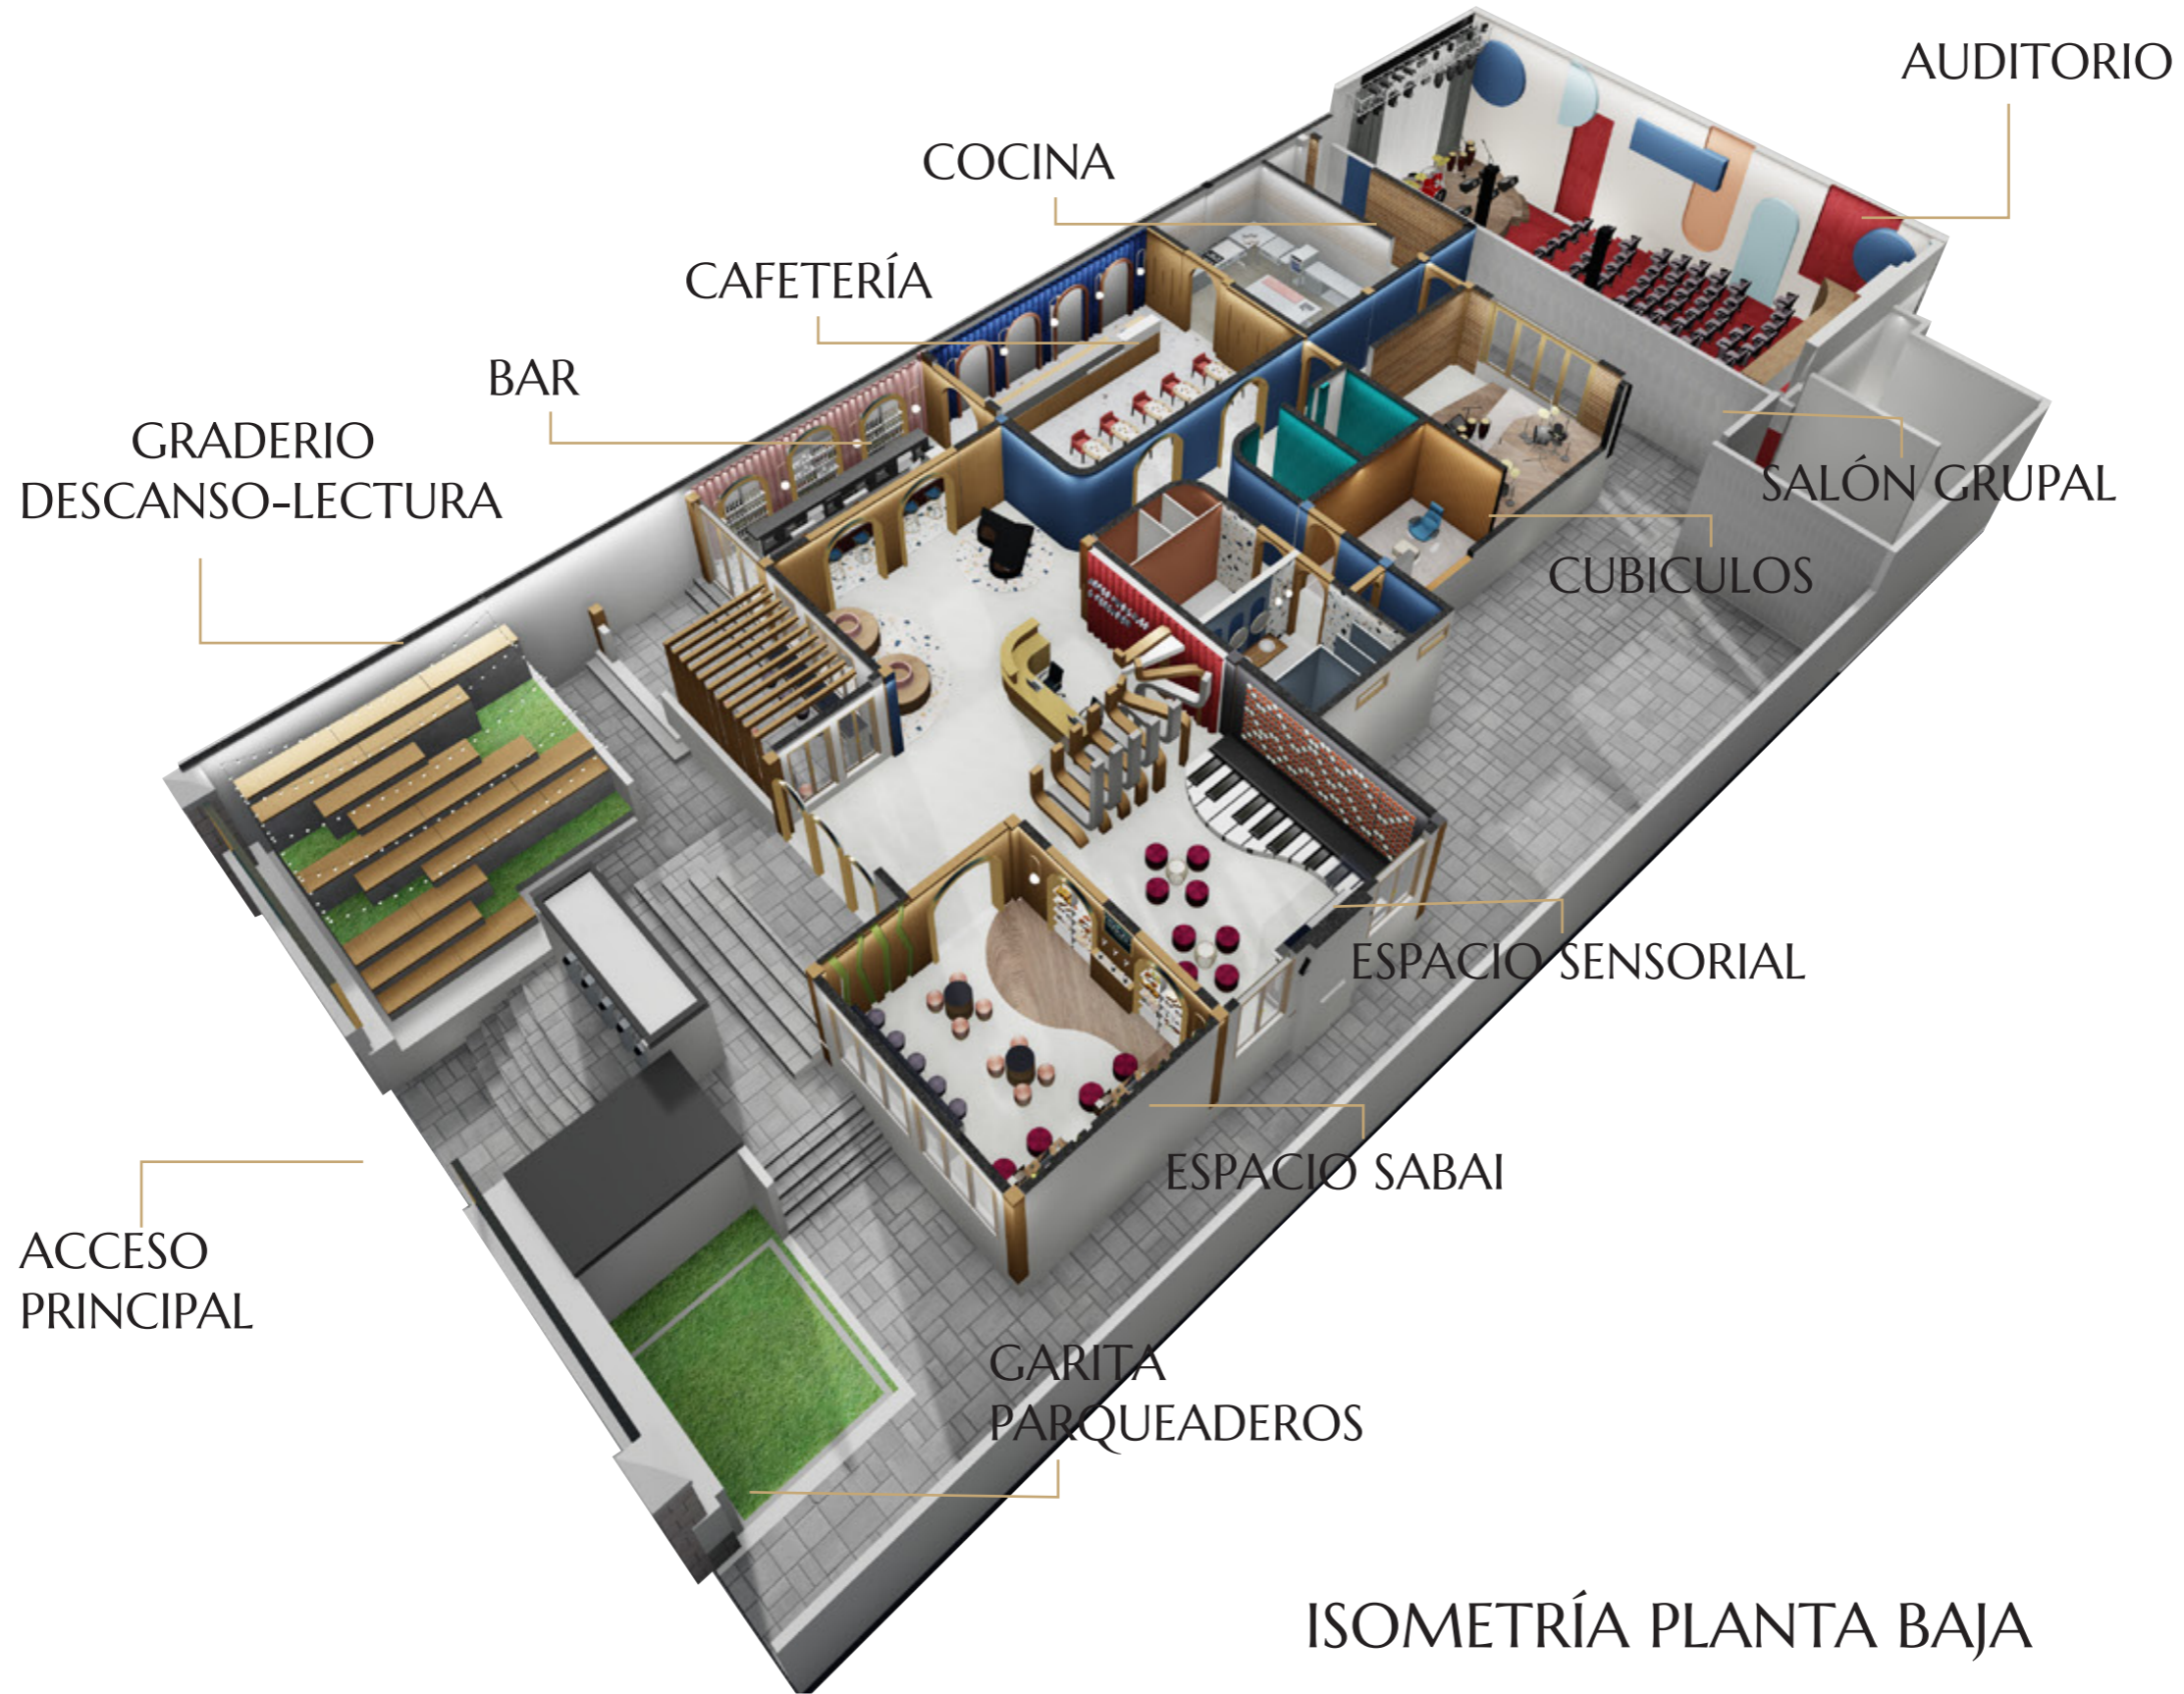 AUDITORIO
COCINA
CAFETERÍA
BAR
GRADERIO
DESCANSO-LECTURA
SALÓN GRUPAL
CUBICULOS
ESPACIO SENSORIAL
ESPACIO SABAI
ACCESO
PRINCIPAL
GARITA
PARQUEADEROS
ISOMETRÍA PLANTA BAJA